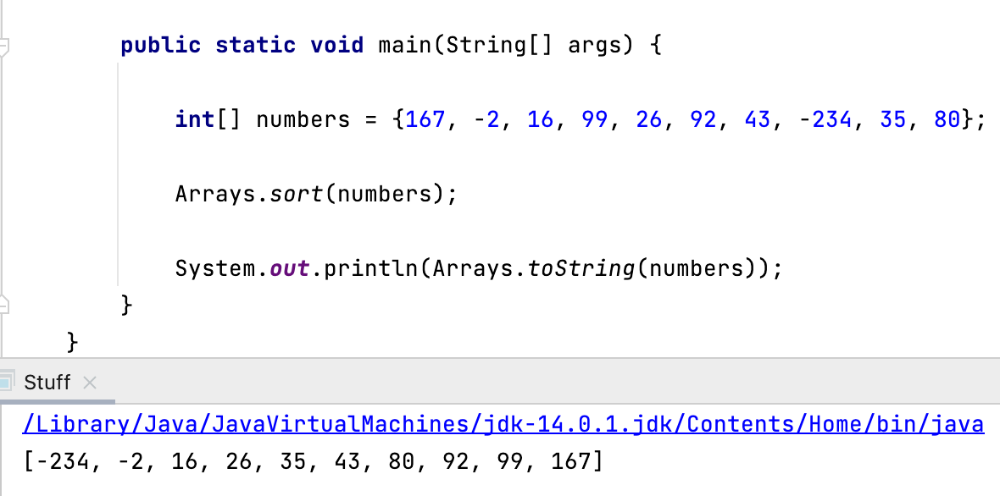 public static void main(String[] args) {
int[] numbers = {167, -2, 16, 99, 26, 92, 43, -234, 35, 80};
Arrays.sort(numbers);
System.out.println(Arrays.toString(numbers));
}
}
Stuff
/Library/Java/JavaVirtualMachines/jdk-14.0.1.jdk/Contents/Home/bin/java
[-234, -2, 16, 26, 35, 43, 80, 92, 99, 167]